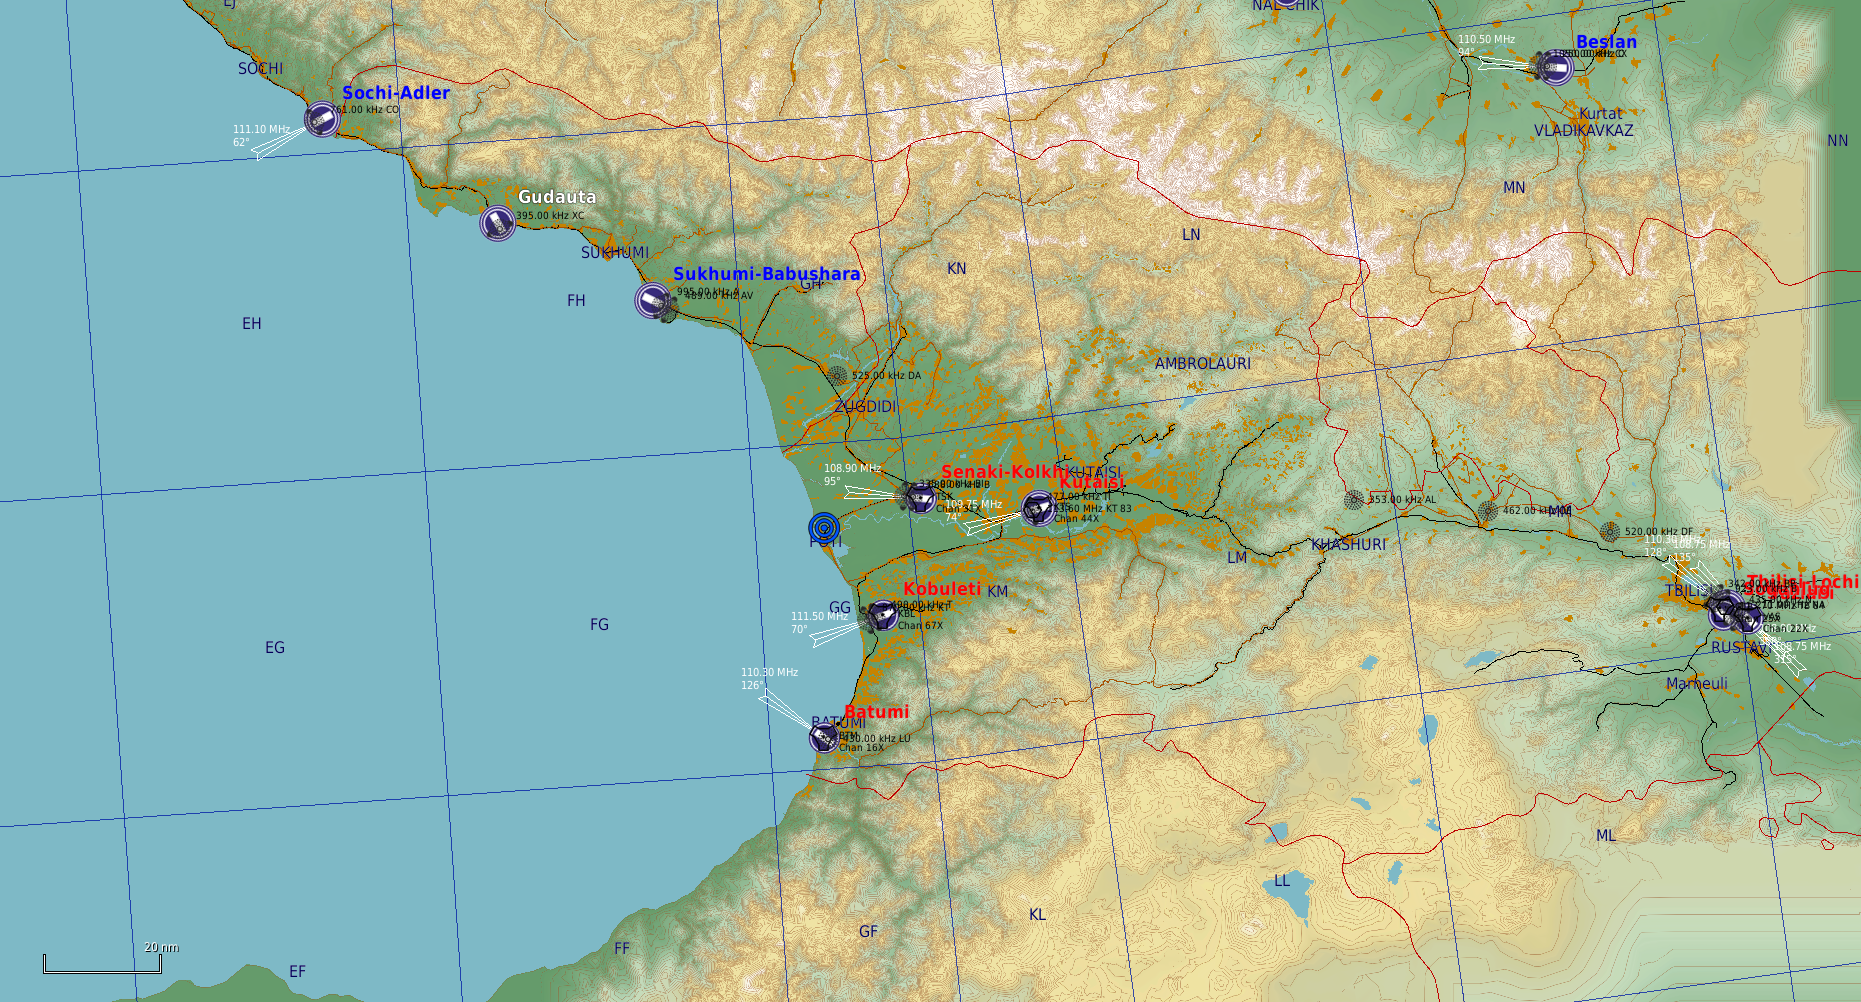 EJ
NAL'CHIK
SOCHI
Sochi-Adler
761.00 kHz CO
111.10 MHz
62°
110.50 MHz
94°
Beslan
Kurtat
VLADIKAVKAZ
NN
MN
Gudauta
395.00 kHz XC
SUKHUMI
Sukhumi-Babushara
995.00 kHz A
489.00 kHz AV
GH
FH
EH
KN
LN
AMBROLAURI
525.00 kHz DA
ZUGDIDI
108.90 MHz
95°
Senaki-Kolkhi
TSK
Chan 31X
KUTAISI
Kutaisi
477.00 kHz TI
113.60 MHz KT 83
Chan 44X
109.75 MHz
74°
353.00 kHz AL
462.00 kHz
MM
520.00 kHz DF
POTI
KHASHURI
LM
KM
Kobuleti
KBL
Chan 67X
GG
111.50 MHz
70°
FG
EG
110.30 MHz
126°
Batumi
BATUMI
BTM
430.00 kHz LU
Chan 16X
110.30 MHz
128°
108.75 MHz
135°
Tbilisi-Lochi
TBILISI
VAS
Chan 22X
RUSTAVI
108.75 MHz
315°
Marneuli
ML
LL
KL
GF
FF
EF
20 nm